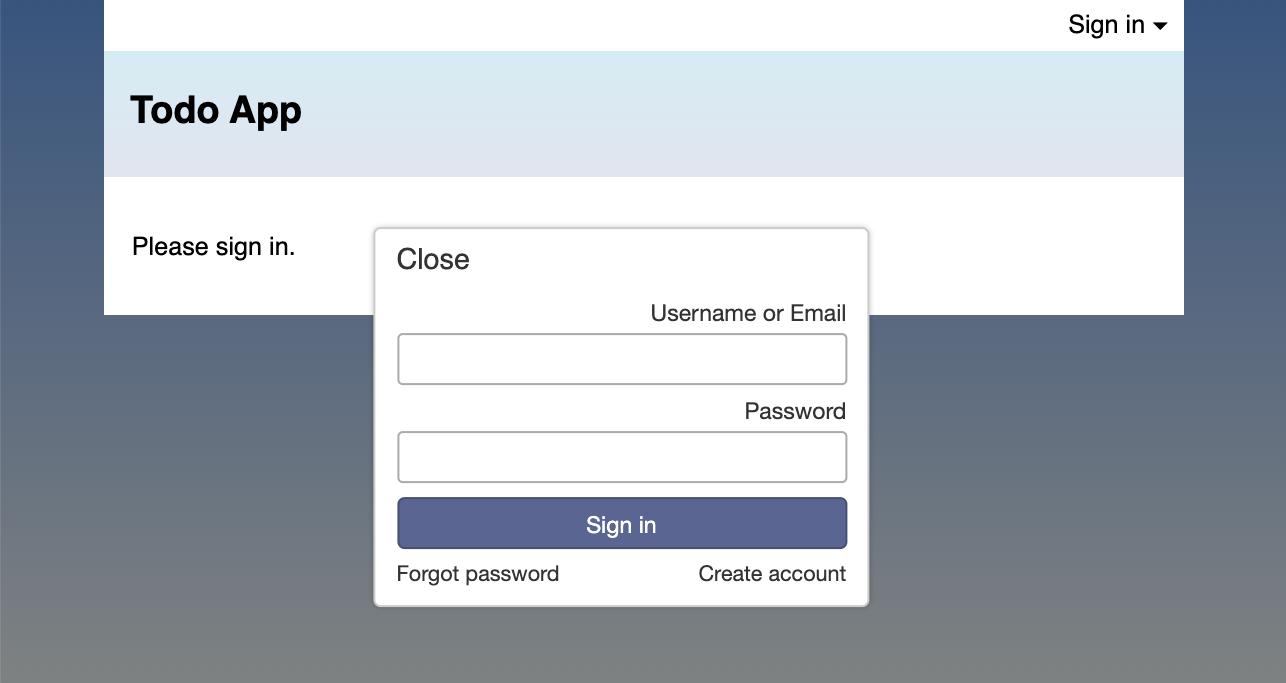 Sign in
Todo App
Please sign in.
Close
Username or Email
Password
Sign in
Forgot password
Create account